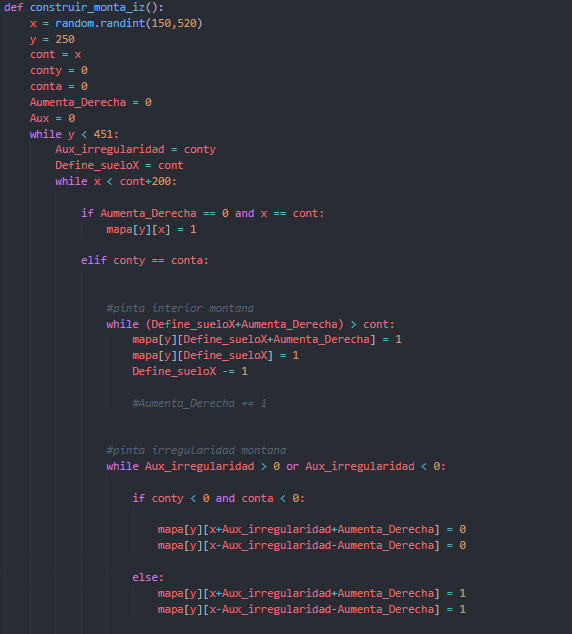 def construir_monta_iz():
    x = random.randint(150,520)
    y = 250
    cont = x
    conty = 0
    conta = 0
    Aumenta_Derecha = 0
    Aux = 0
    while y < 451:
        Aux_irregularidad = conty
        Define_sueloX = cont
        while x < cont+200:
            if Aumenta_Derecha == 0 and x == cont:
                mapa[y][x] = 1
            elif conty == conta:
                #pinta interior montana
                while (Define_sueloX+Aumenta_Derecha) > cont:
                    mapa[y][Define_sueloX+Aumenta_Derecha] = 1
                    mapa[y][Define_sueloX] = 1
                    Define_sueloX -= 1
                    #Aumenta_Derecha += 1
                #pinta irregularidad montana
                while Aux_irregularidad > 0 or Aux_irregularidad < 0:
                    if conty < 0 and conta < 0:
                        mapa[y][x+Aux_irregularidad+Aumenta_Derecha] = 0
                        mapa[y][x-Aux_irregularidad-Aumenta_Derecha] = 0
                    else:
                        mapa[y][x+Aux_irregularidad+Aumenta_Derecha] = 1
                        mapa[y][x-Aux_irregularidad-Aumenta_Derecha] = 1